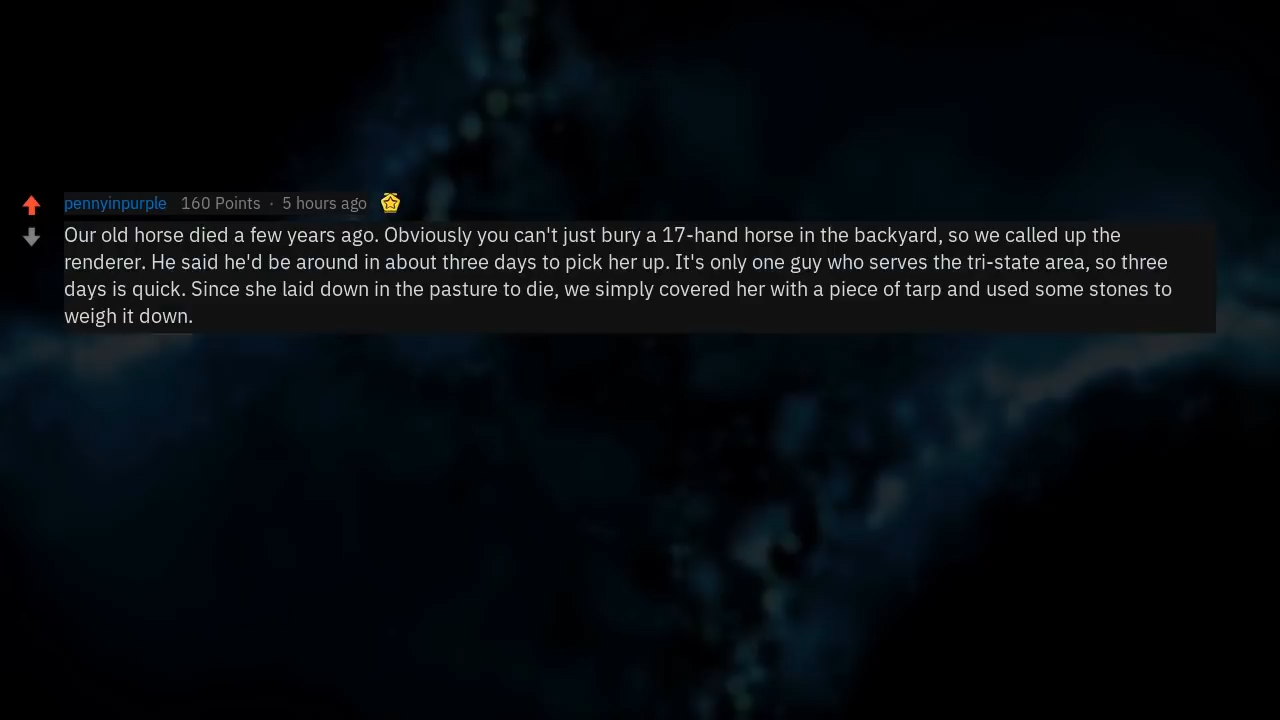 pennyinpurple 160 Points · 5 hours ago
Our old horse died a few years ago. Obviously you can't just bury a 17-hand horse in the backyard, so we called up the
renderer. He said he'd be around in about three days to pick her up. It's only one guy who serves the tri-state area, so three
days is quick. Since she laid down in the pasture to die, we simply covered her with a piece of tarp and used some stones to
weigh it down.